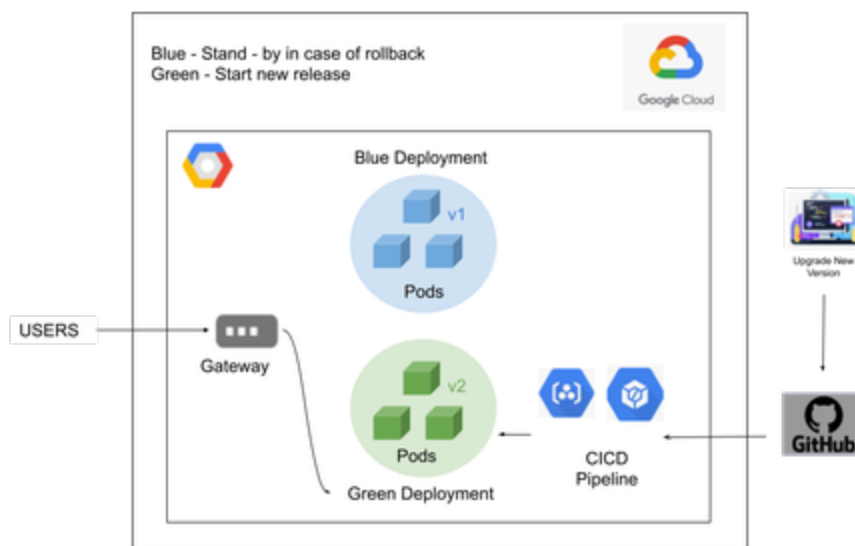 Blue - Stand - by in case of rollback
Green - Start new release
Google Cloud
Blue Deployment
v1
Pods
Upgrade New
Version
USERS
Gateway
v2
Pods
Green Deployment
CICD
Pipeline
GitHub